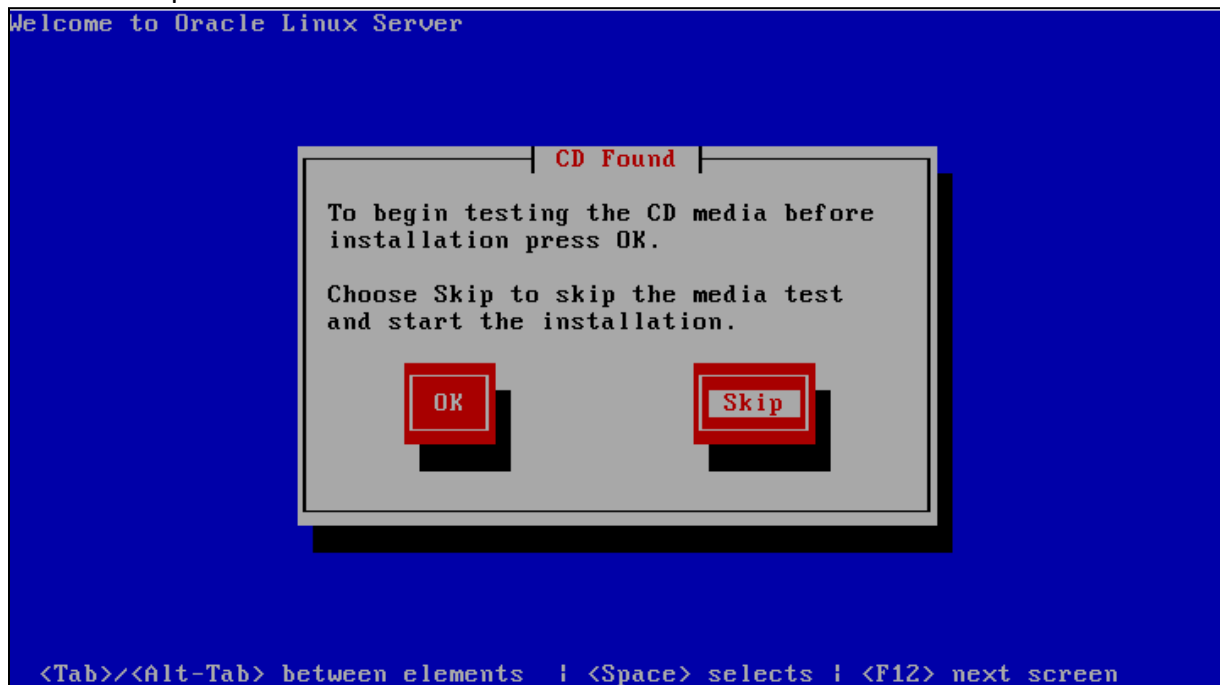 Welcome to Oracle Linux Server
CD Found
To begin testing the CD media before
installation press OK.
Choose Skip to skip the media test
and start the installation.
OK Skip
<Tab>/<Alt-Tab> between elements | <Space> selects | <F12> next screen